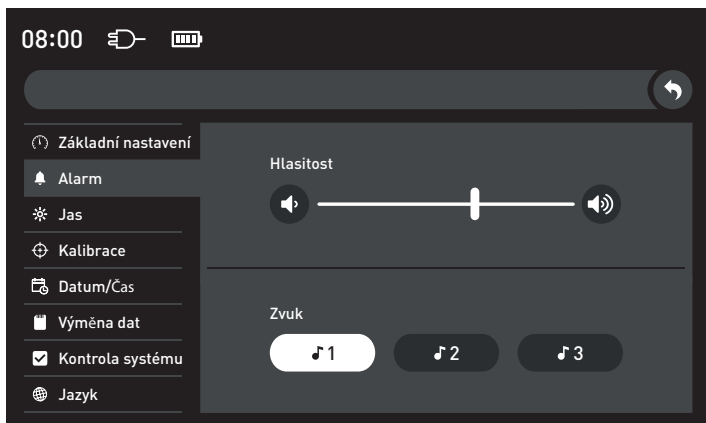 08:00
Základní nastavení
Alarm
Jas
Kalibrace
Datum/Čas
Výměna dat
Kontrola systému
Jazyk
Hlasitost
Zvuk
1
2
3